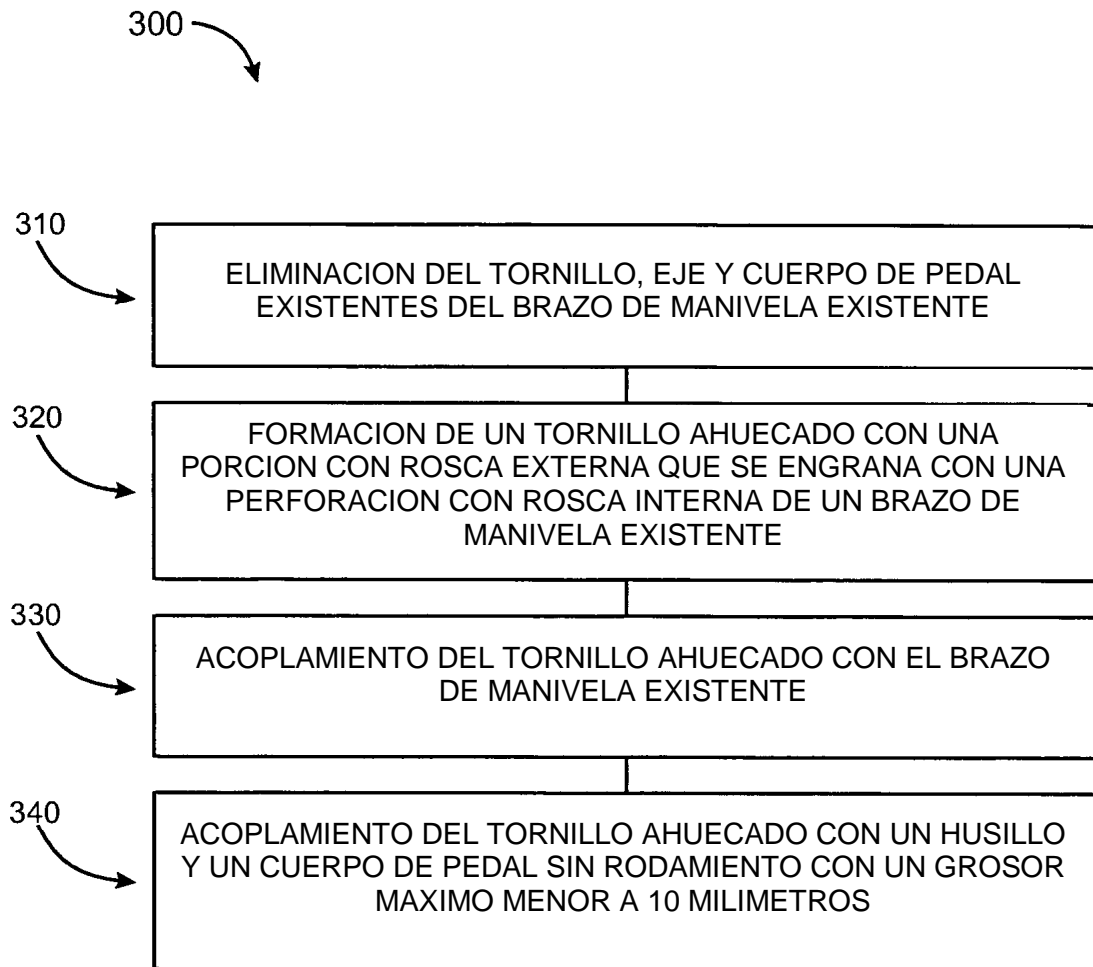 300
310
ELIMINACION DEL TORNILLO, EJE Y CUERPO DE PEDAL
EXISTENTES DEL BRAZO DE MANIVELA EXISTENTE
320
FORMACION DE UN TORNILLO AHUECADO CON UNA
PORCION CON ROSCA EXTERNA QUE SE ENGRANA CON UNA
PERFORACION CON ROSCA INTERNA DE UN BRAZO DE
MANIVELA EXISTENTE
330
ACOPLAMIENTO DEL TORNILLO AHUECADO CON EL BRAZO
DE MANIVELA EXISTENTE
340
ACOPLAMIENTO DEL TORNILLO AHUECADO CON UN HUSILLO
Y UN CUERPO DE PEDAL SIN RODAMIENTO CON UN GROSOR
MAXIMO MENOR A 10 MILIMETROS